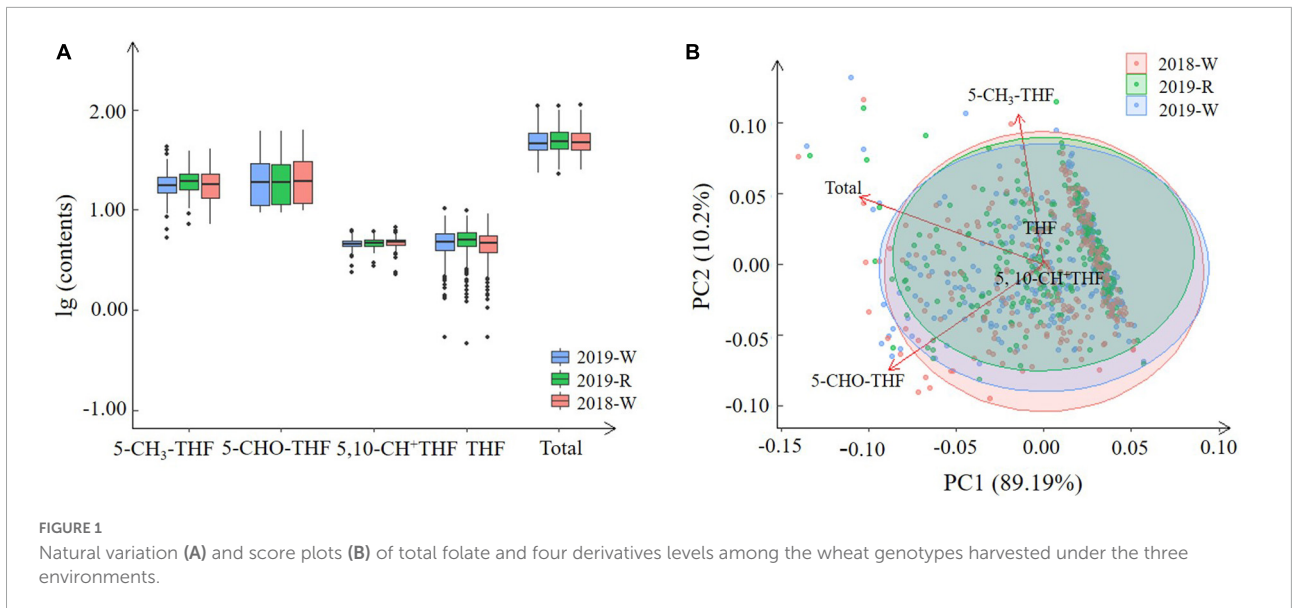 A
lg (contents)
2.00
1.00
0.00
-1.00
2019-W
2019-R
2018-W
5-CH₃-THF 5-CHO-THF 5,10-CH⁺THF THF Total
B
PC2 (10.2%)
0.10
0.05
0.00
-0.05
-0.10
2018-W
2019-R
2019-W
5-CH₃-THF
Total
THF
5, 10-CH⁺THF
5-CHO-THF
-0.15 -0.10 -0.05 0.00 0.05 0.10
PC1 (89.19%)
FIGURE 1
Natural variation (A) and score plots (B) of total folate and four derivatives levels among the wheat genotypes harvested under the three
environments.